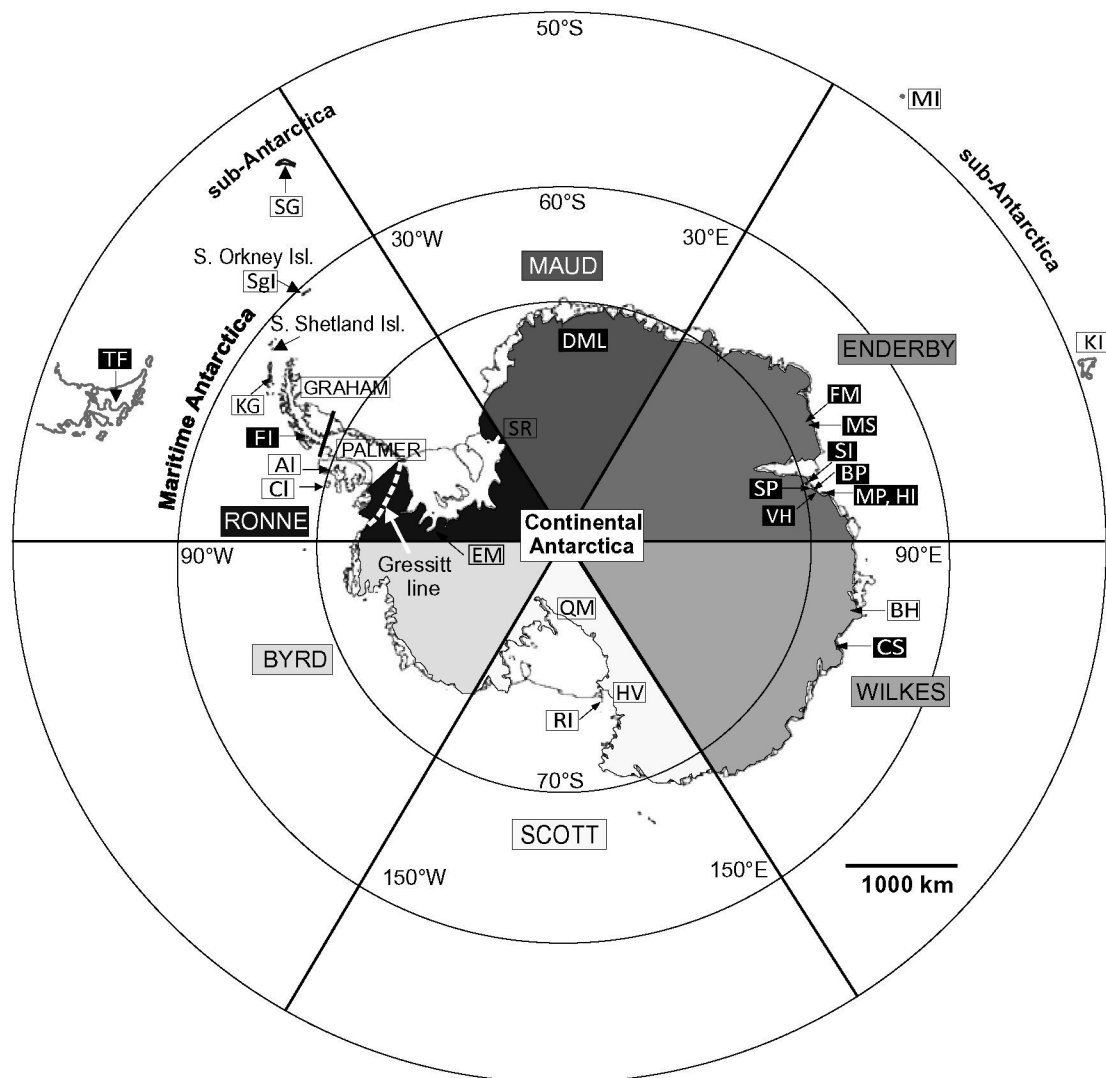 50°S
MI
sub-Antarctica
sub-Antarctica
SG
60°S
30°W
30°E
S. Orkney Isl.
SgI
MAUD
Maritime Antarctica
S. Shetland Isl.
DML
ENDERBY
KI
TF
GRAHAM
KG
FM
MS
FI
SR
PALMER
SI
AI
BP
CI
SP
MP, HI
RONNE
VH
Continental
Antarctica
90°W
EM
90°E
Gressitt
line
QM
BH
CS
BYRD
HV
WILKES
RI
70°S
SCOTT
150°W
150°E
1000 km